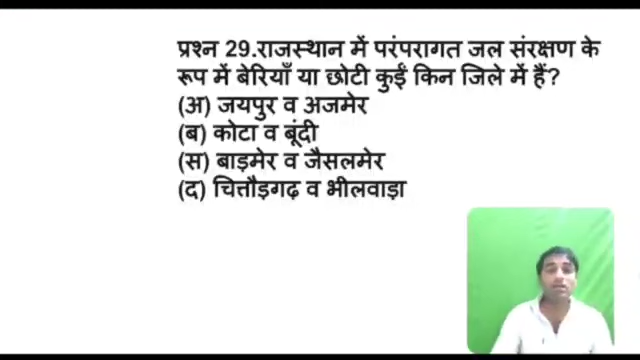 प्रश्न 29.राजस्थान में परंपरागत जल संरक्षण के
रूप में बेरियाँ या छोटी कुईं किन जिले में हैं?
(अ) जयपुर व अजमेर
(ब) कोटा व बूंदी
(स) बाड़मेर व जैसलमेर
(द) चित्तौड़गढ़ व भीलवाड़ा